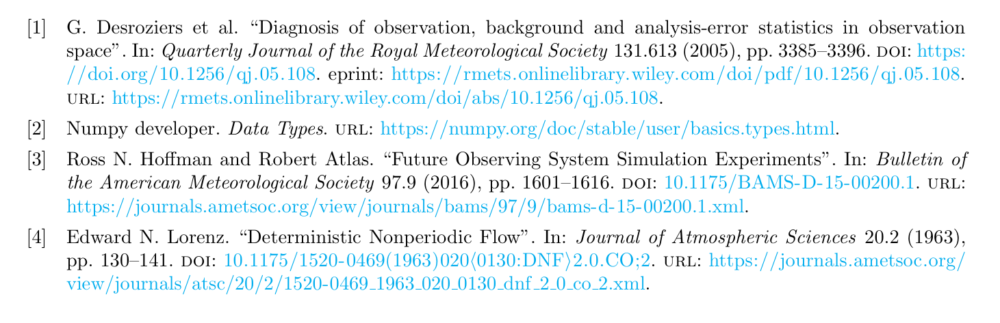 [1] G. Desroziers et al. “Diagnosis of observation, background and analysis-error statistics in observation
space”. In: Quarterly Journal of the Royal Meteorological Society 131.613 (2005), pp. 3385–3396. DOI: https:
//doi.org/10.1256/qj.05.108. eprint: https://rmets.onlinelibrary.wiley.com/doi/pdf/10.1256/qj.05.108.
URL: https://rmets.onlinelibrary.wiley.com/doi/abs/10.1256/qj.05.108.
[2] Numpy developer. Data Types. URL: https://numpy.org/doc/stable/user/basics.types.html.
[3] Ross N. Hoffman and Robert Atlas. “Future Observing System Simulation Experiments”. In: Bulletin of
the American Meteorological Society 97.9 (2016), pp. 1601–1616. DOI: 10.1175/BAMS-D-15-00200.1. URL:
https://journals.ametsoc.org/view/journals/bams/97/9/bams-d-15-00200.1.xml.
[4] Edward N. Lorenz. “Deterministic Nonperiodic Flow”. In: Journal of Atmospheric Sciences 20.2 (1963),
pp. 130–141. DOI: 10.1175/1520-0469(1963)020⟨0130:DNF⟩2.0.CO;2. URL: https://journals.ametsoc.org/
view/journals/atsc/20/2/1520-0469_1963_020_0130_dnf_2_0_co_2.xml.